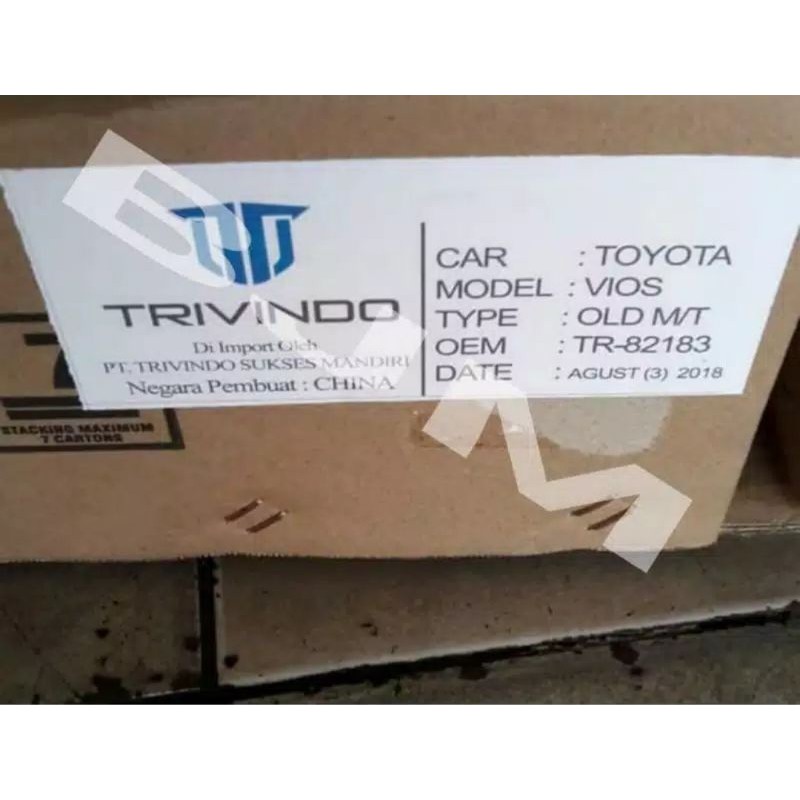 TRIVINDO
Di Import Oleh
PT. TRIVINDO SUKSES MANDIRI
Negara Pembuat : CHINA
CAR : TOYOTA
MODEL : VIOS
TYPE : OLD M/T
OEM : TR-82183
DATE : AGUST (3) 2018
7
STACKING MAXIMUM
7 CARTONS